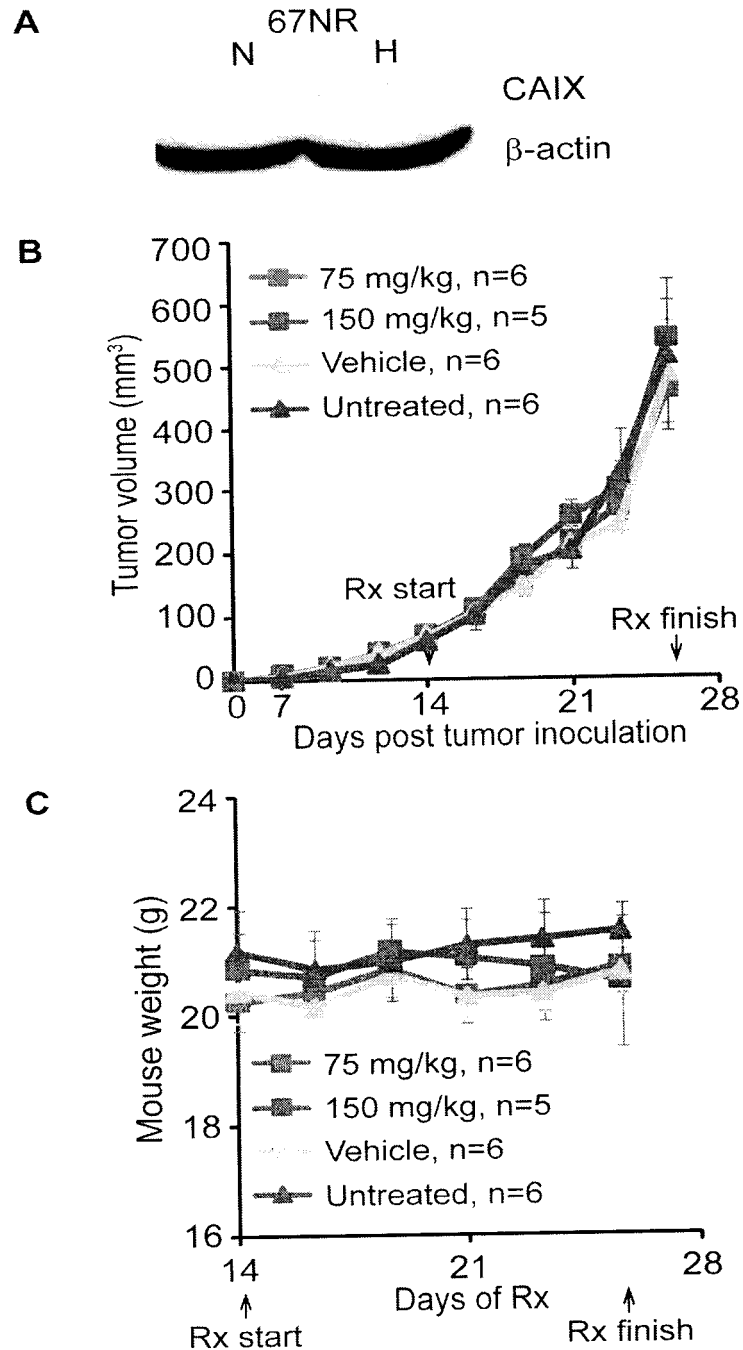 A
67NR
N H
CAIX
β-actin
B
Tumor volume (mm³)
700
600
500
400
300
200
100
0
75 mg/kg, n=6
150 mg/kg, n=5
Vehicle, n=6
Untreated, n=6
Rx start
Rx finish
0 7 14 21 28
Days post tumor inoculation
C
Mouse weight (g)
24
22
20
18
16
75 mg/kg, n=6
150 mg/kg, n=5
Vehicle, n=6
Untreated, n=6
14 21 28
Days of Rx
Rx start
Rx finish